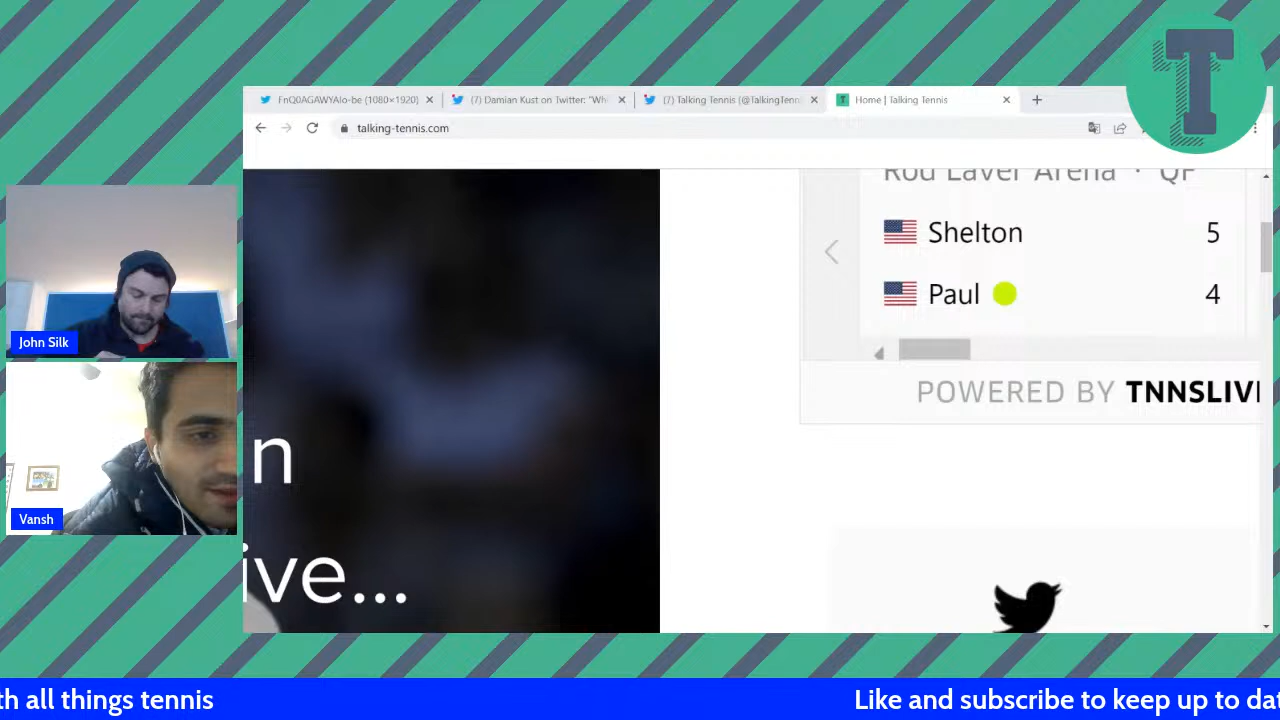 FnQ0AGAWYAIo-be (1080×1920)
(7) Damian Kust on Twitter: "Wh
(7) Talking Tennis (@TalkingTenn
Home | Talking Tennis
talking-tennis.com
T
Rod Laver Arena · QF
Shelton 5
Paul 4
POWERED BY TNNSLIVE
n
ive...
John Silk
Vansh
th all things tennis
Like and subscribe to keep up to dat